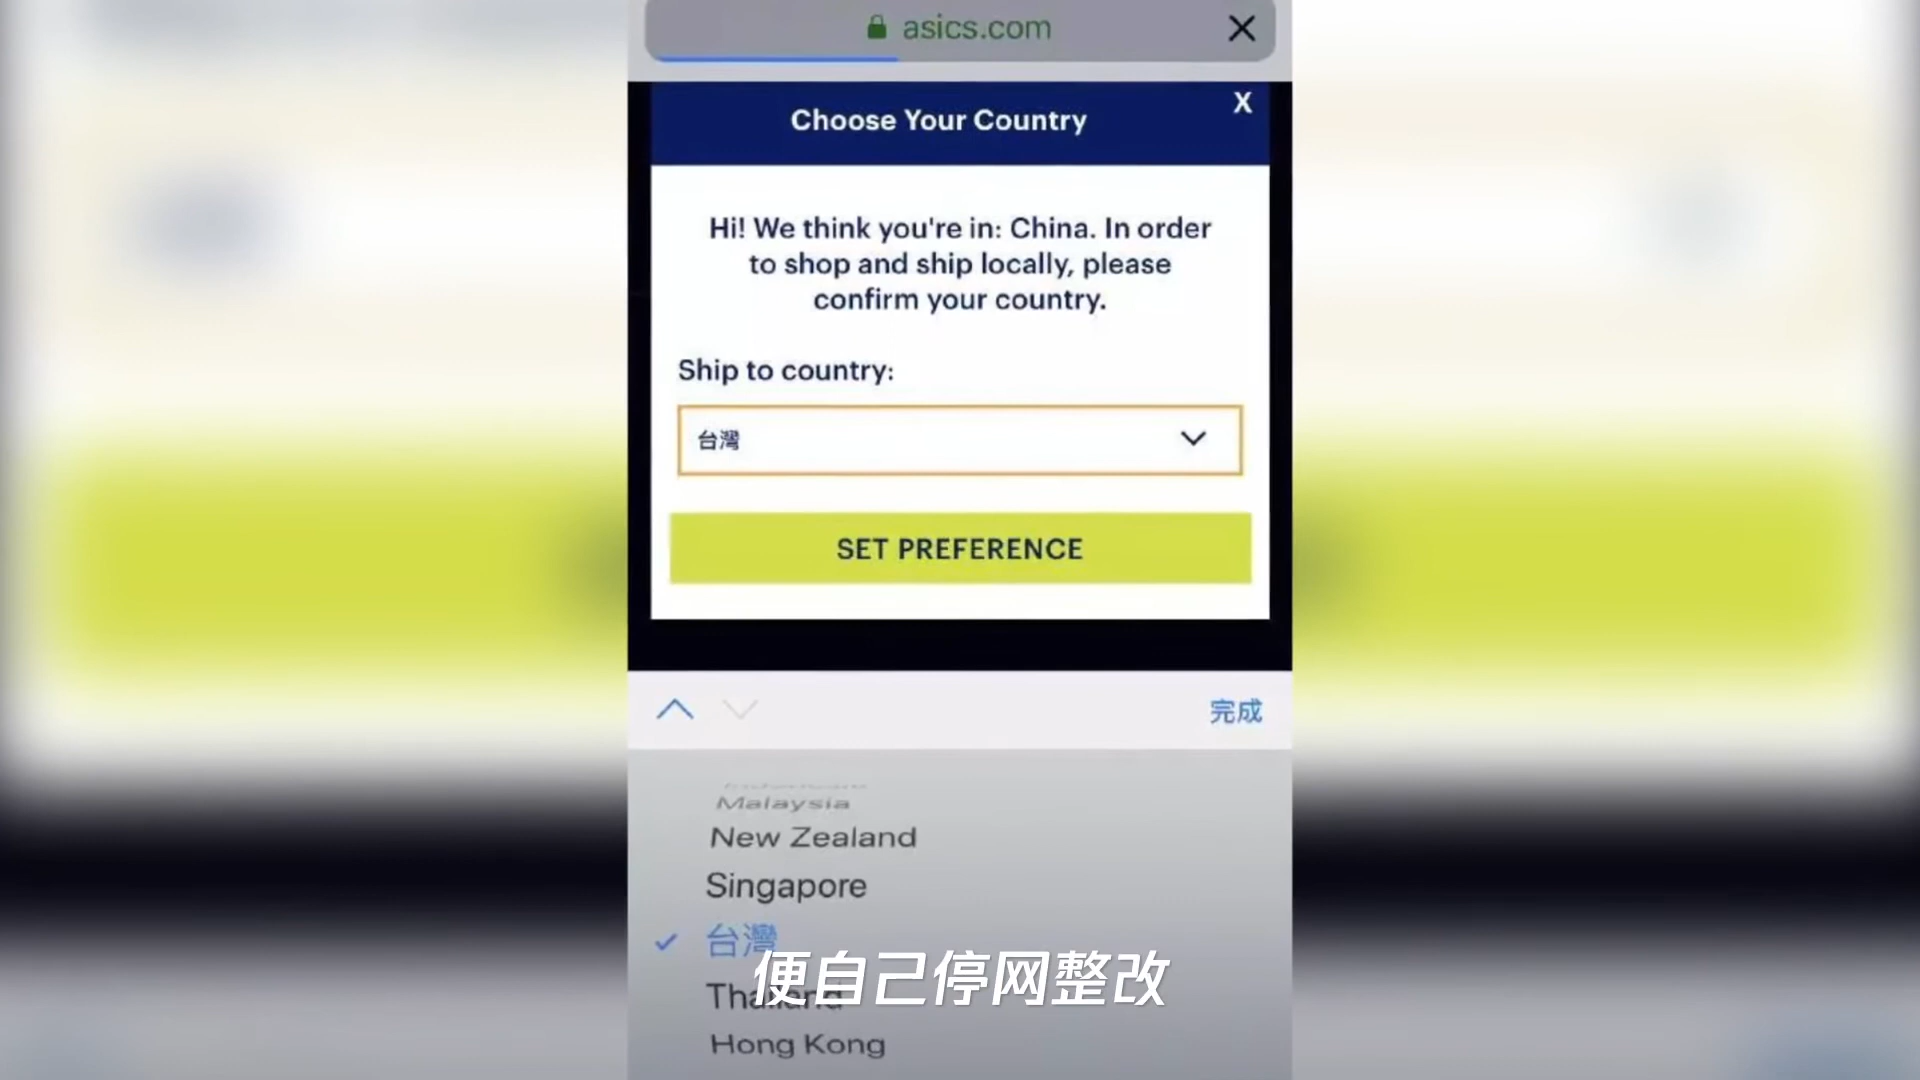 asics.com
X
Choose Your Country
Hi! We think you're in: China. In order
to shop and ship locally, please
confirm your country.
Ship to country:
台灣
SET PREFERENCE
完成
Malaysia
New Zealand
Singapore
台灣
便自己停网整改
Thailand
Hong Kong